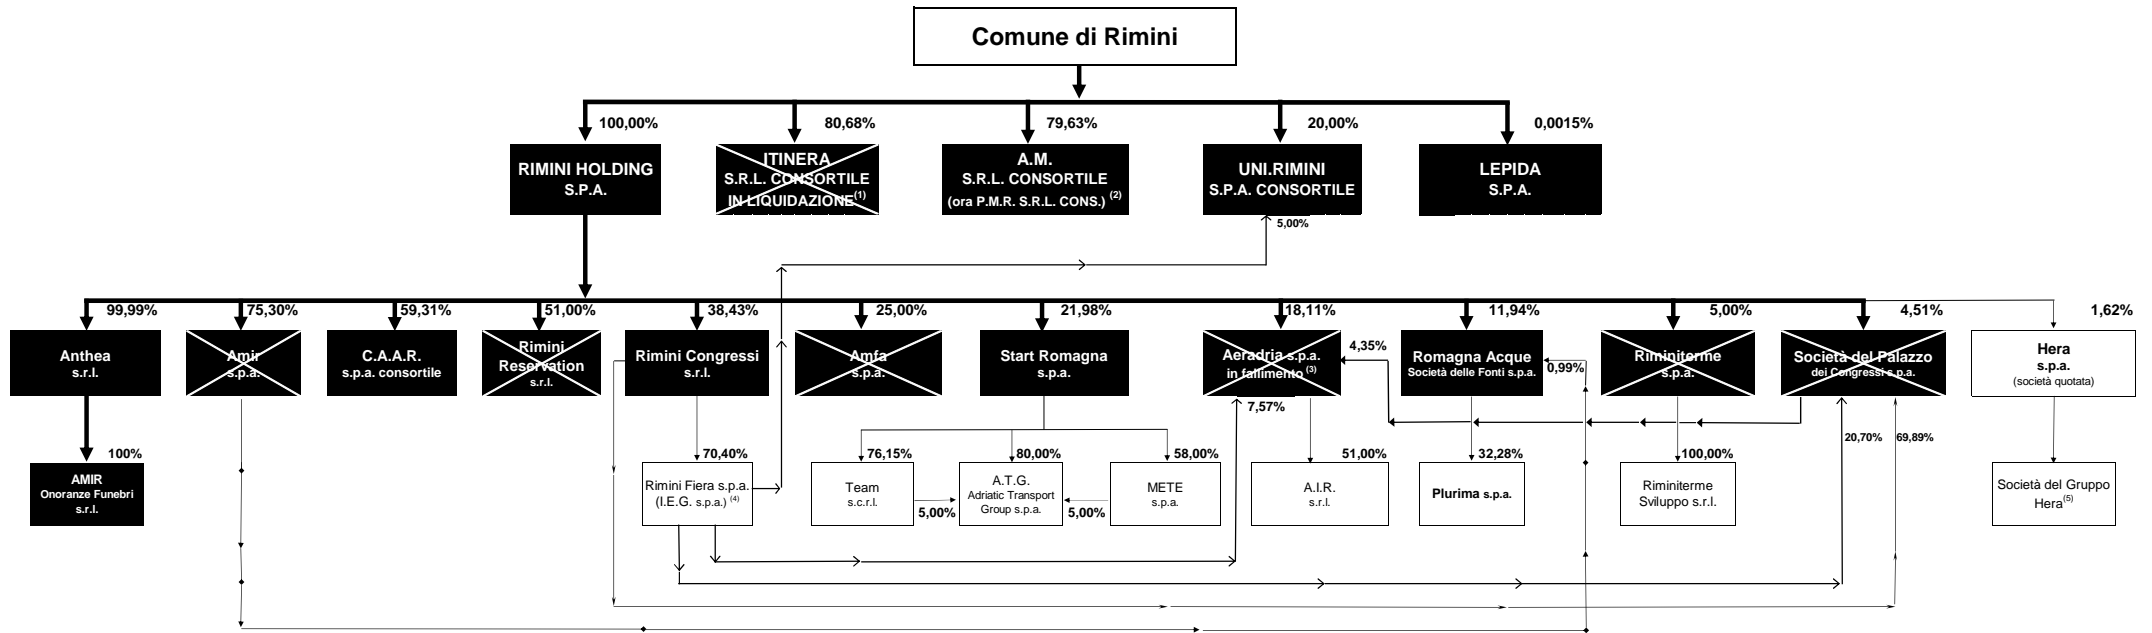 Comune di Rimini
100,00%
80,68%
79,63%
20,00%
0,0015%
RIMINI HOLDING
S.P.A.
ITINERA
S.R.L. CONSORTILE
IN LIQUIDAZIONE(1)
A.M.
S.R.L. CONSORTILE
(ora P.M.R. S.R.L. CONS.) (2)
UNI.RIMINI
S.P.A. CONSORTILE
LEPIDA
S.P.A.
5,00%
99,99%
75,30%
59,31%
51,00%
38,43%
25,00%
21,98%
18,11%
11,94%
5,00%
4,51%
1,62%
Anthea
s.r.l.
Amir
s.p.a.
C.A.A.R.
s.p.a. consortile
Rimini
Reservation
s.r.l.
Rimini Congressi
s.r.l.
Amfa
s.p.a.
Start Romagna
s.p.a.
Aeradria s.p.a.
in fallimento (3)
4,35%
Romagna Acque
Società delle Fonti s.p.a.
0,99%
Riminiterme
s.p.a.
Società del Palazzo
dei Congressi s.p.a.
Hera
s.p.a.
(società quotata)
7,57%
20,70%
69,89%
100%
70,40%
76,15%
80,00%
58,00%
51,00%
32,28%
100,00%
AMIR
Onoranze Funebri
s.r.l.
Rimini Fiera s.p.a.
(I.E.G. s.p.a.) (4)
Team
s.c.r.l.
5,00%
A.T.G.
Adriatic Transport
Group s.p.a.
5,00%
METE
s.p.a.
A.I.R.
s.r.l.
Plurima s.p.a.
Riminiterme
Sviluppo s.r.l.
Società del Gruppo
Hera(5)